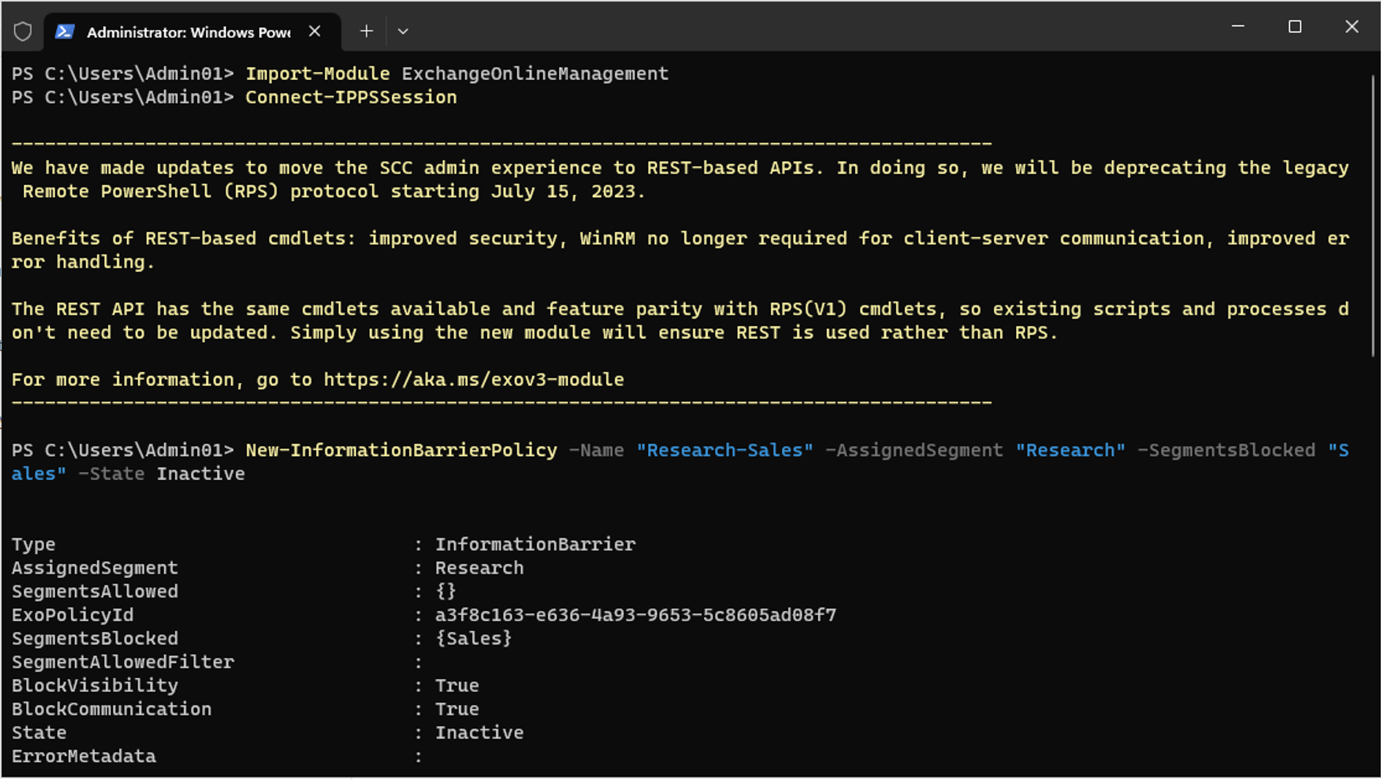 Administrator: Windows Powe
PS C:\Users\Admin01> Import-Module ExchangeOnlineManagement
PS C:\Users\Admin01> Connect-IPPSSession
----------------------------------------------------------------------------------------
We have made updates to move the SCC admin experience to REST-based APIs. In doing so, we will be deprecating the legacy
Remote PowerShell (RPS) protocol starting July 15, 2023.
Benefits of REST-based cmdlets: improved security, WinRM no longer required for client-server communication, improved er
ror handling.
The REST API has the same cmdlets available and feature parity with RPS(V1) cmdlets, so existing scripts and processes d
on't need to be updated. Simply using the new module will ensure REST is used rather than RPS.
For more information, go to https://aka.ms/exov3-module
----------------------------------------------------------------------------------------
PS C:\Users\Admin01> New-InformationBarrierPolicy -Name "Research-Sales" -AssignedSegment "Research" -SegmentsBlocked "S
ales" -State Inactive
Type : InformationBarrier
AssignedSegment : Research
SegmentsAllowed : {}
ExoPolicyId : a3f8c163-e636-4a93-9653-5c8605ad08f7
SegmentsBlocked : {Sales}
SegmentAllowedFilter :
BlockVisibility : True
BlockCommunication : True
State : Inactive
ErrorMetadata :